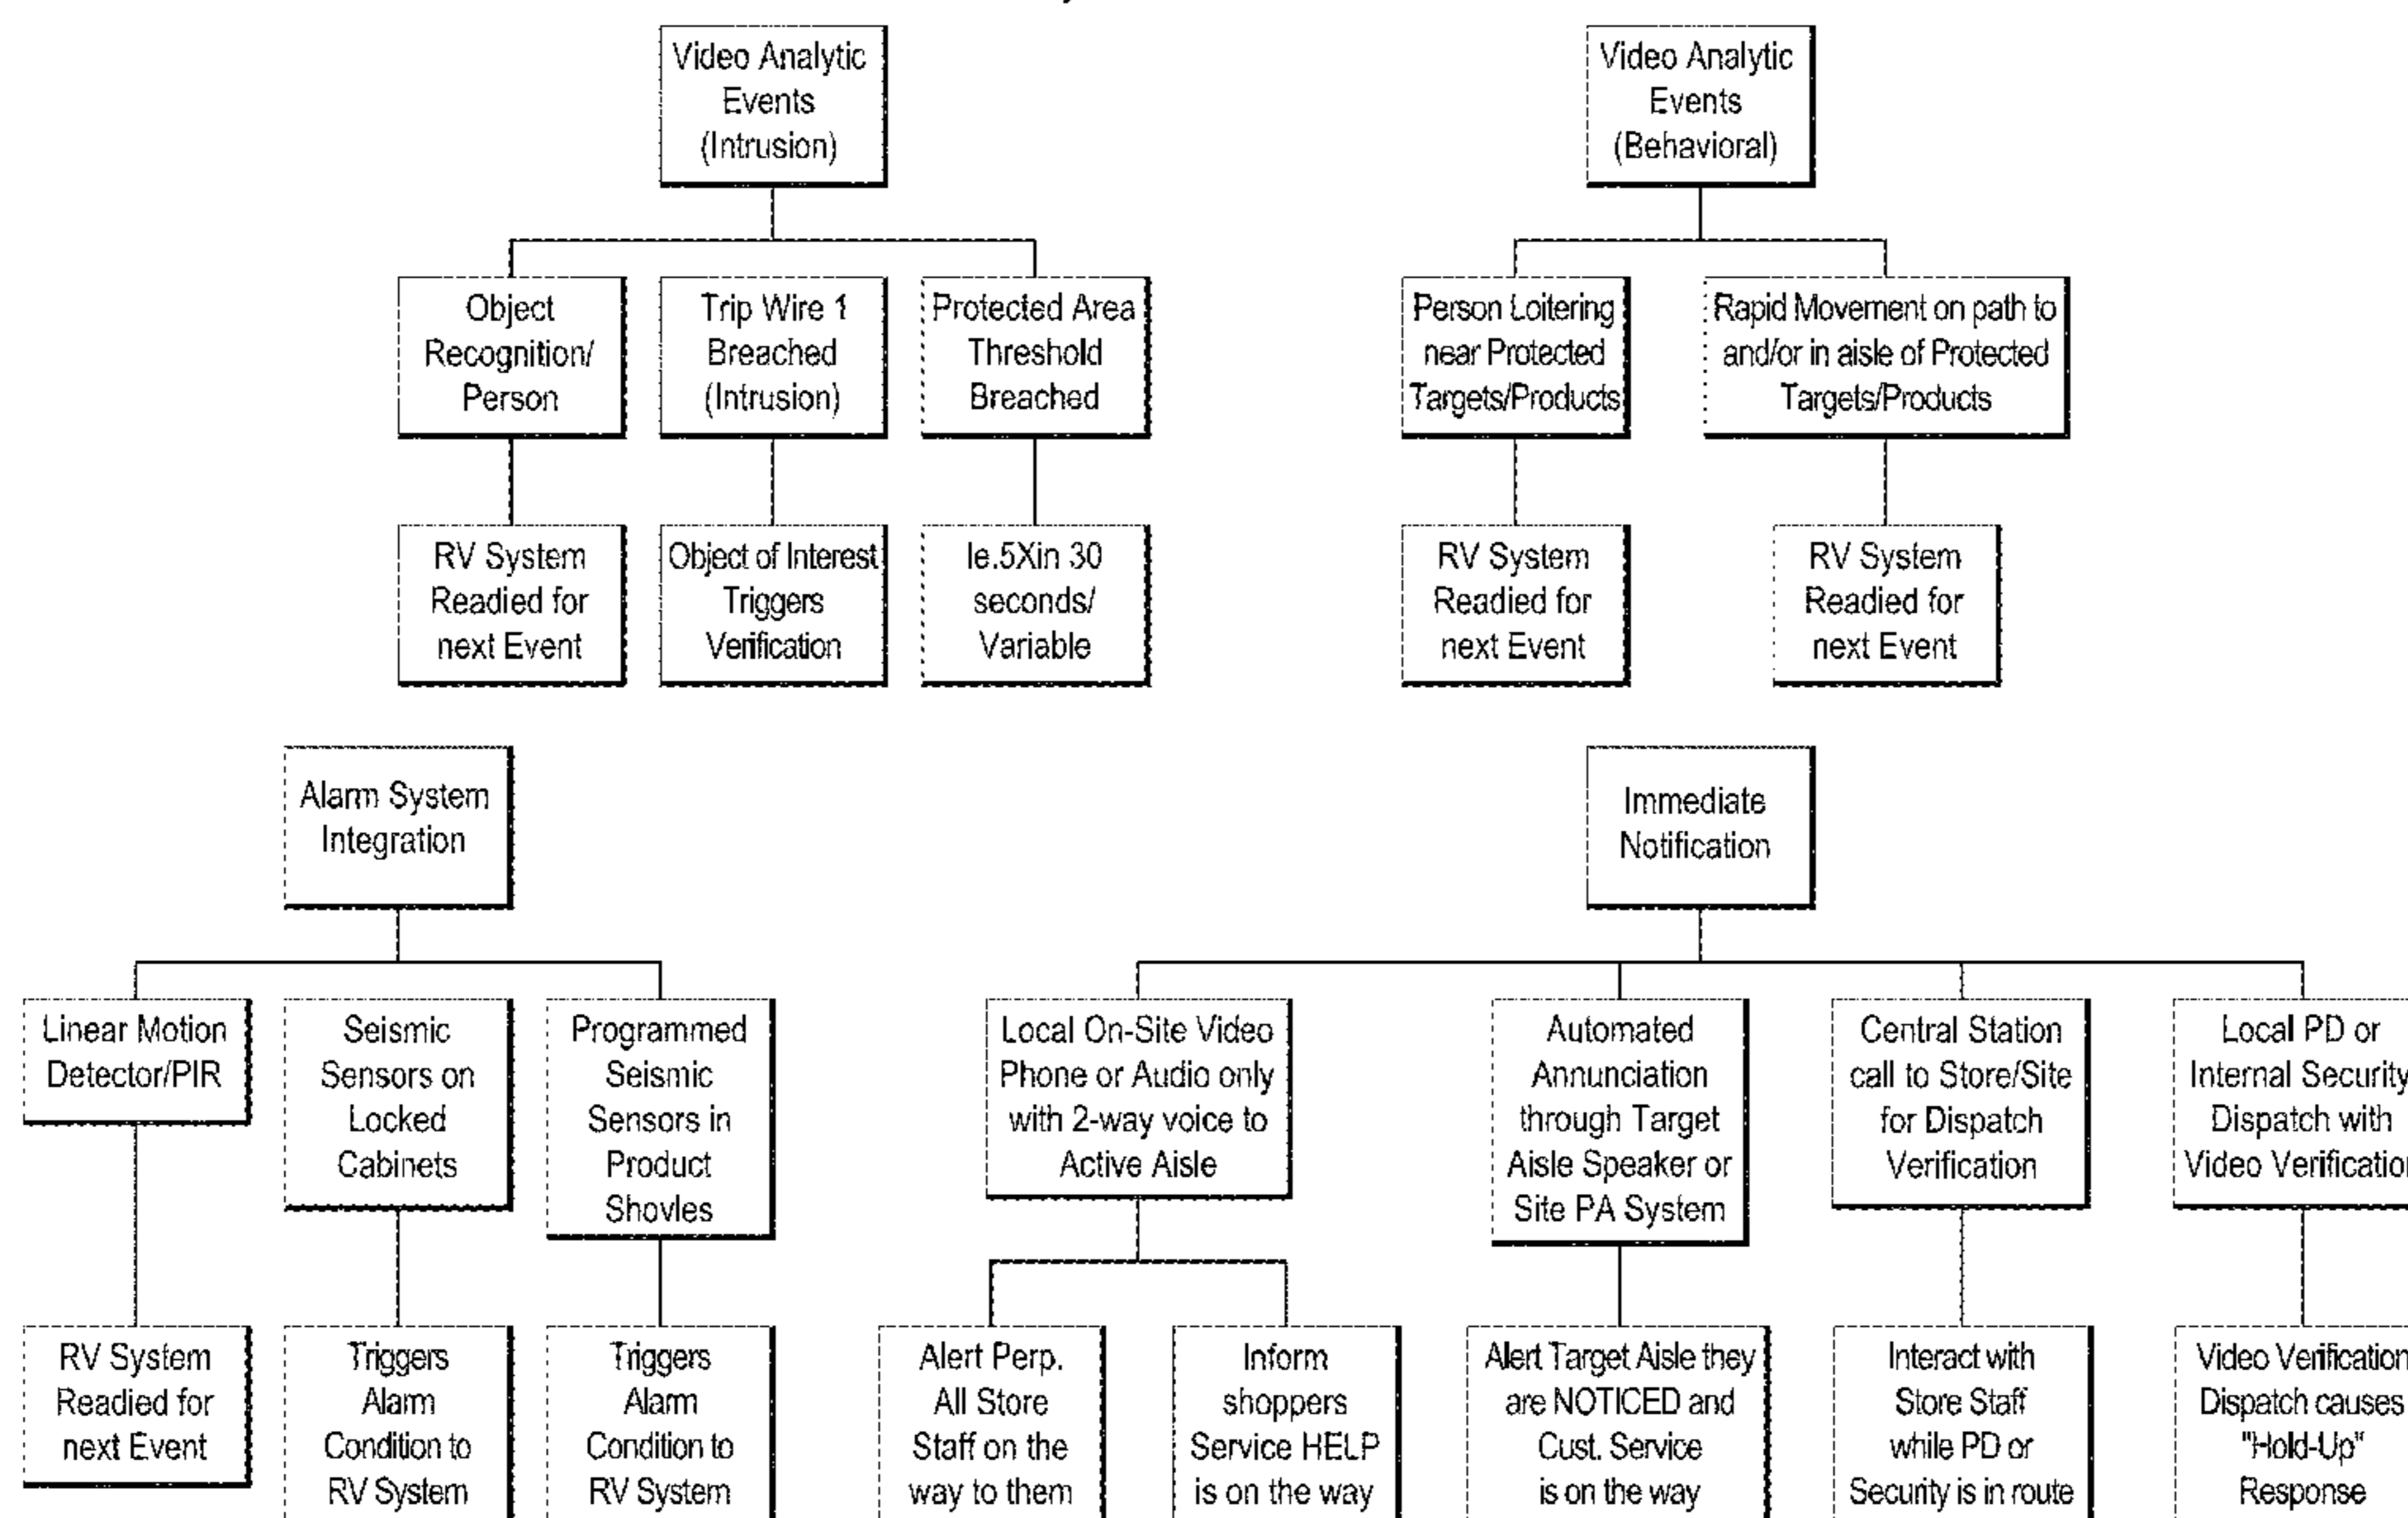 Video Analytic
Events
(Intrusion)
Video Analytic
Events
(Behavioral)
Object
Recognition/
Person
Trip Wire 1
Breached
(Intrusion)
Protected Area
Threshold
Breached
Person Loitering
near Protected
Targets/Products
Rapid Movement on path to
and/or in aisle of Protected
Targets/Products
RV System
Readied for
next Event
Object of Interest
Triggers
Verification
Ie.5Xin 30
seconds/
Variable
RV System
Readied for
next Event
RV System
Readied for
next Event
Alarm System
Integration
Immediate
Notification
Linear Motion
Detector/PIR
Seismic
Sensors on
Locked
Cabinets
Programmed
Seismic
Sensors in
Product
Shovles
Local On-Site Video
Phone or Audio only
with 2-way voice to
Active Aisle
Automated
Annunciation
through Target
Aisle Speaker or
Site PA System
Central Station
call to Store/Site
for Dispatch
Verification
Local PD or
Internal Security
Dispatch with
Video Verification
RV System
Readied for
next Event
Triggers
Alarm
Condition to
RV System
Triggers
Alarm
Condition to
RV System
Alert Perp.
All Store
Staff on the
way to them
Inform
shoppers
Service HELP
is on the way
Alert Target Aisle they
are NOTICED and
Cust. Service
is on the way
Interact with
Store Staff
while PD or
Security is in route
Video Verification
Dispatch causes
"Hold-Up"
Response